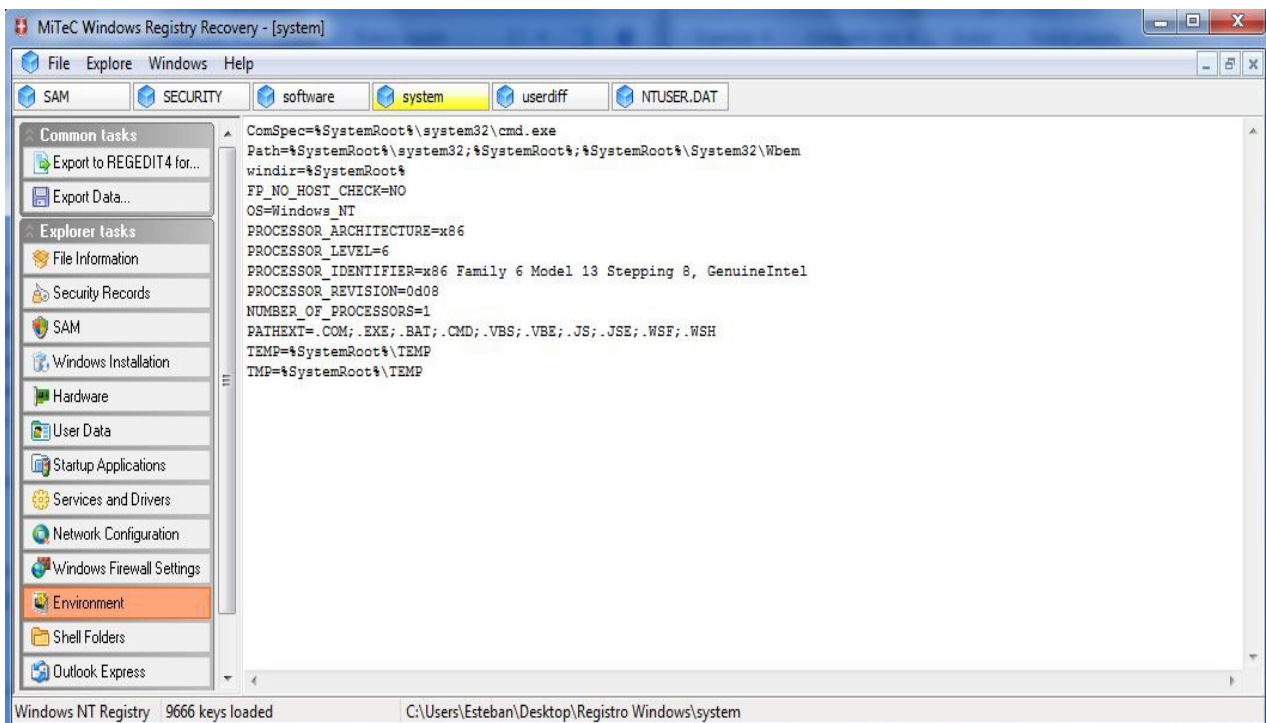 MiTeC Windows Registry Recovery - [system]
File Explore Windows Help
SAM SECURITY software system userdiff NTUSER.DAT
Common tasks
Export to REGEDIT4 for...
Export Data...
Explorer tasks
File Information
Security Records
SAM
Windows Installation
Hardware
User Data
Startup Applications
Services and Drivers
Network Configuration
Windows Firewall Settings
Environment
Shell Folders
Outlook Express
ComSpec=%SystemRoot%\system32\cmd.exe
Path=%SystemRoot%\system32;%SystemRoot%;%SystemRoot%\System32\Wbem
windir=%SystemRoot%
FP_NO_HOST_CHECK=NO
OS=Windows_NT
PROCESSOR_ARCHITECTURE=x86
PROCESSOR_LEVEL=6
PROCESSOR_IDENTIFIER=x86 Family 6 Model 13 Stepping 8, GenuineIntel
PROCESSOR_REVISION=0d08
NUMBER_OF_PROCESSORS=1
PATHEXT=.COM;.EXE;.BAT;.CMD;.VBS;.VBE;.JS;.JSE;.WSF;.WSH
TEMP=%SystemRoot%\TEMP
TMP=%SystemRoot%\TEMP
Windows NT Registry 9666 keys loaded C:\Users\Esteban\Desktop\Registro Windows\system